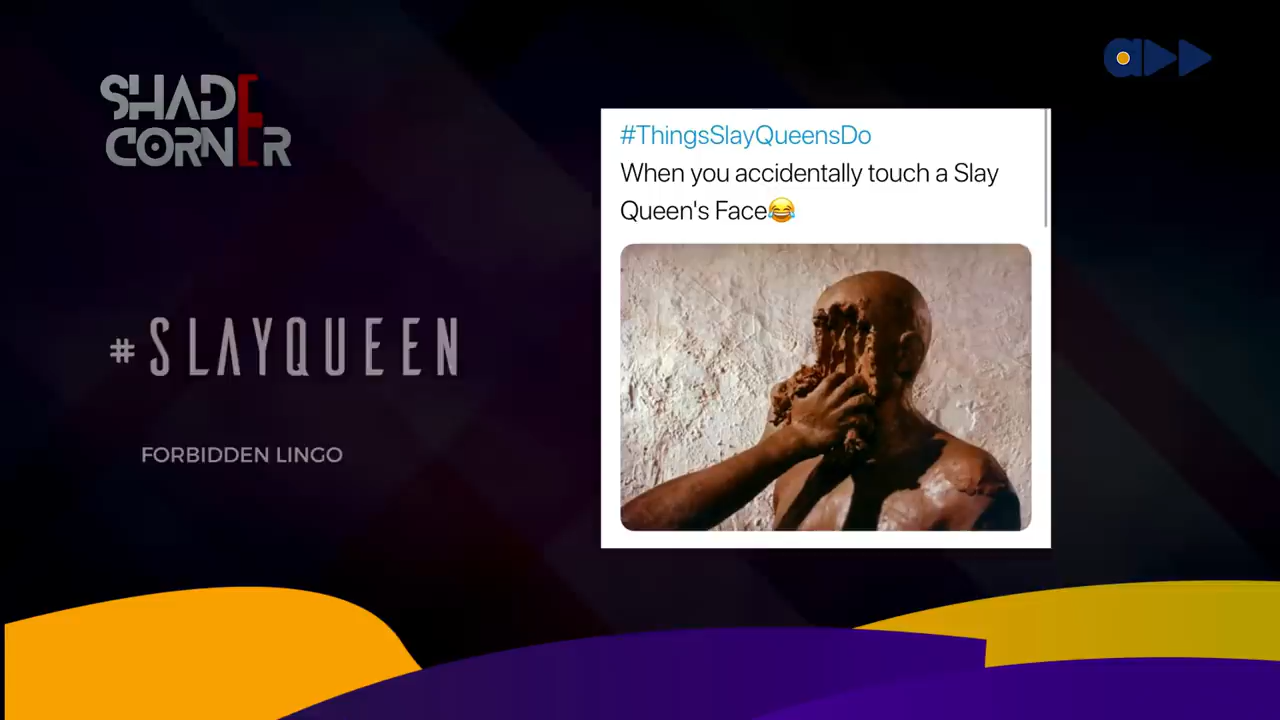 SHADE
CORNER
#ThingsSlayQueensDo
When you accidentally touch a Slay
Queen's Face😂
#SLAYQUEEN
FORBIDDEN LINGO